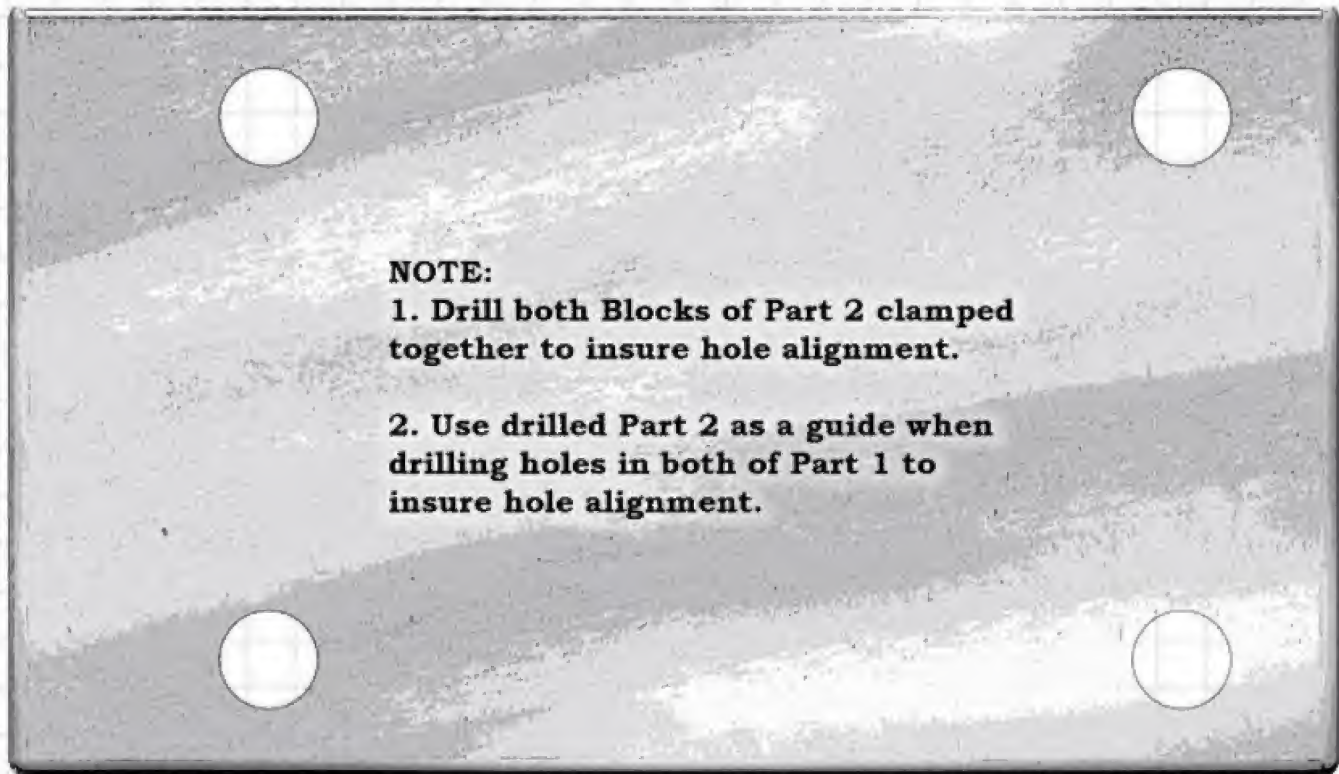 NOTE:
1. Drill both Blocks of Part 2 clamped
together to insure hole alignment.
2. Use drilled Part 2 as a guide when
drilling holes in both of Part 1 to
insure hole alignment.